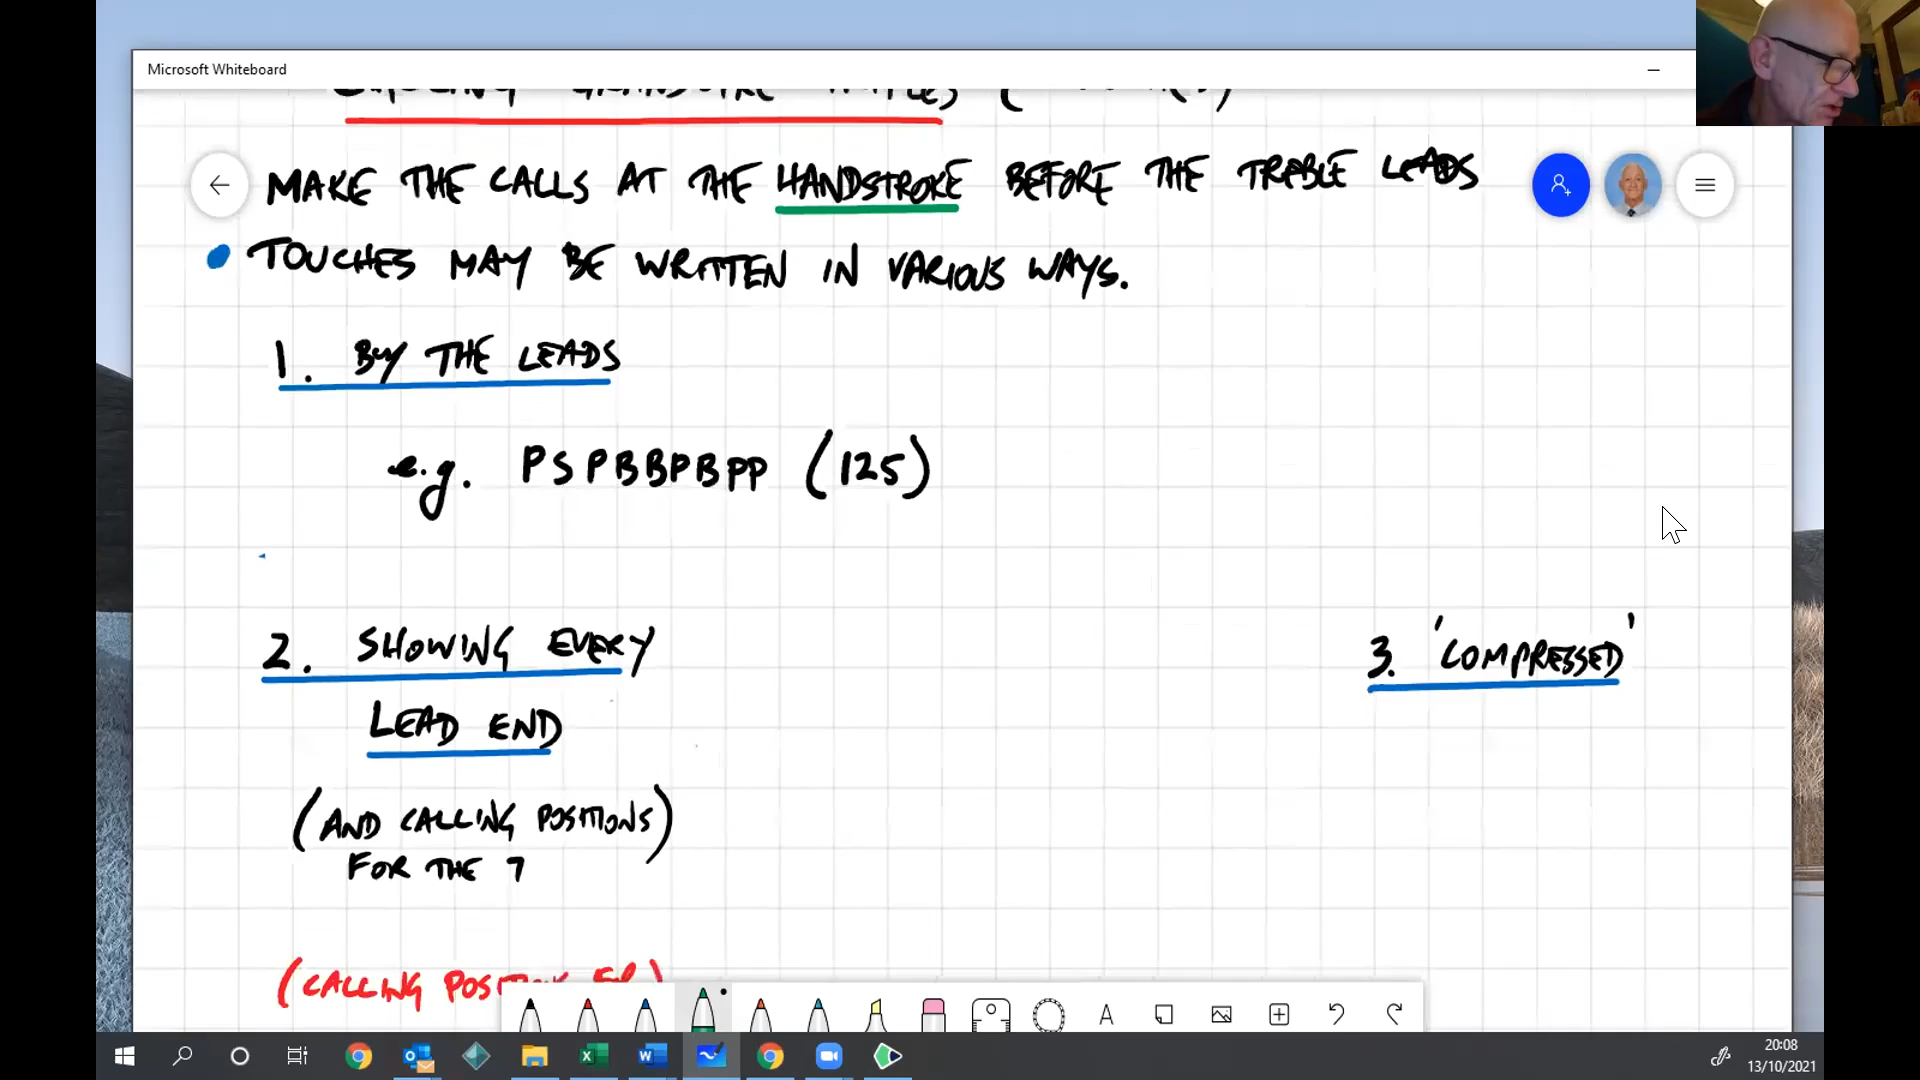 Microsoft Whiteboard
MAKE THE CALLS AT THE HANDSTROKE BEFORE THE TREBLE LEADS
TOUCHES MAY BE WRITTEN IN VARIOUS WAYS.
1. BY THE LEADS
e.g. PSPBBPBPP (125)
2. SHOWING EVERY
LEAD END
3. 'COMPRESSED'
(AND CALLING POSITIONS)
FOR THE 7
(CALLING
20:08
13/10/2021